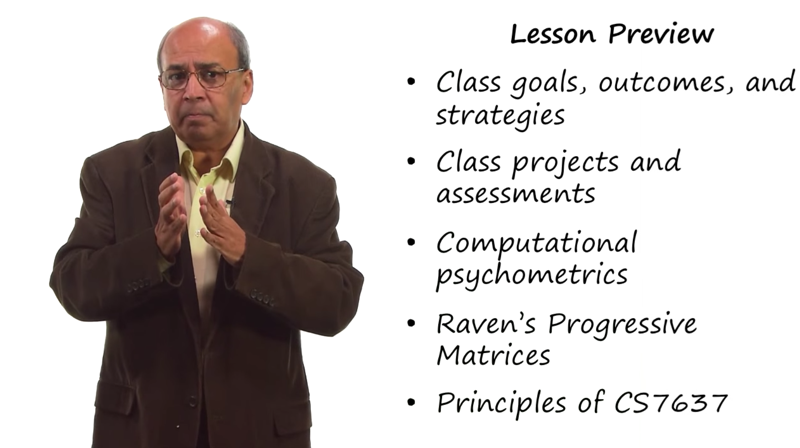 Lesson Preview
• Class goals, outcomes, and
strategies
• Class projects and
assessments
• Computational
psychometrics
• Raven's Progressive
Matrices
• Principles of CS7637